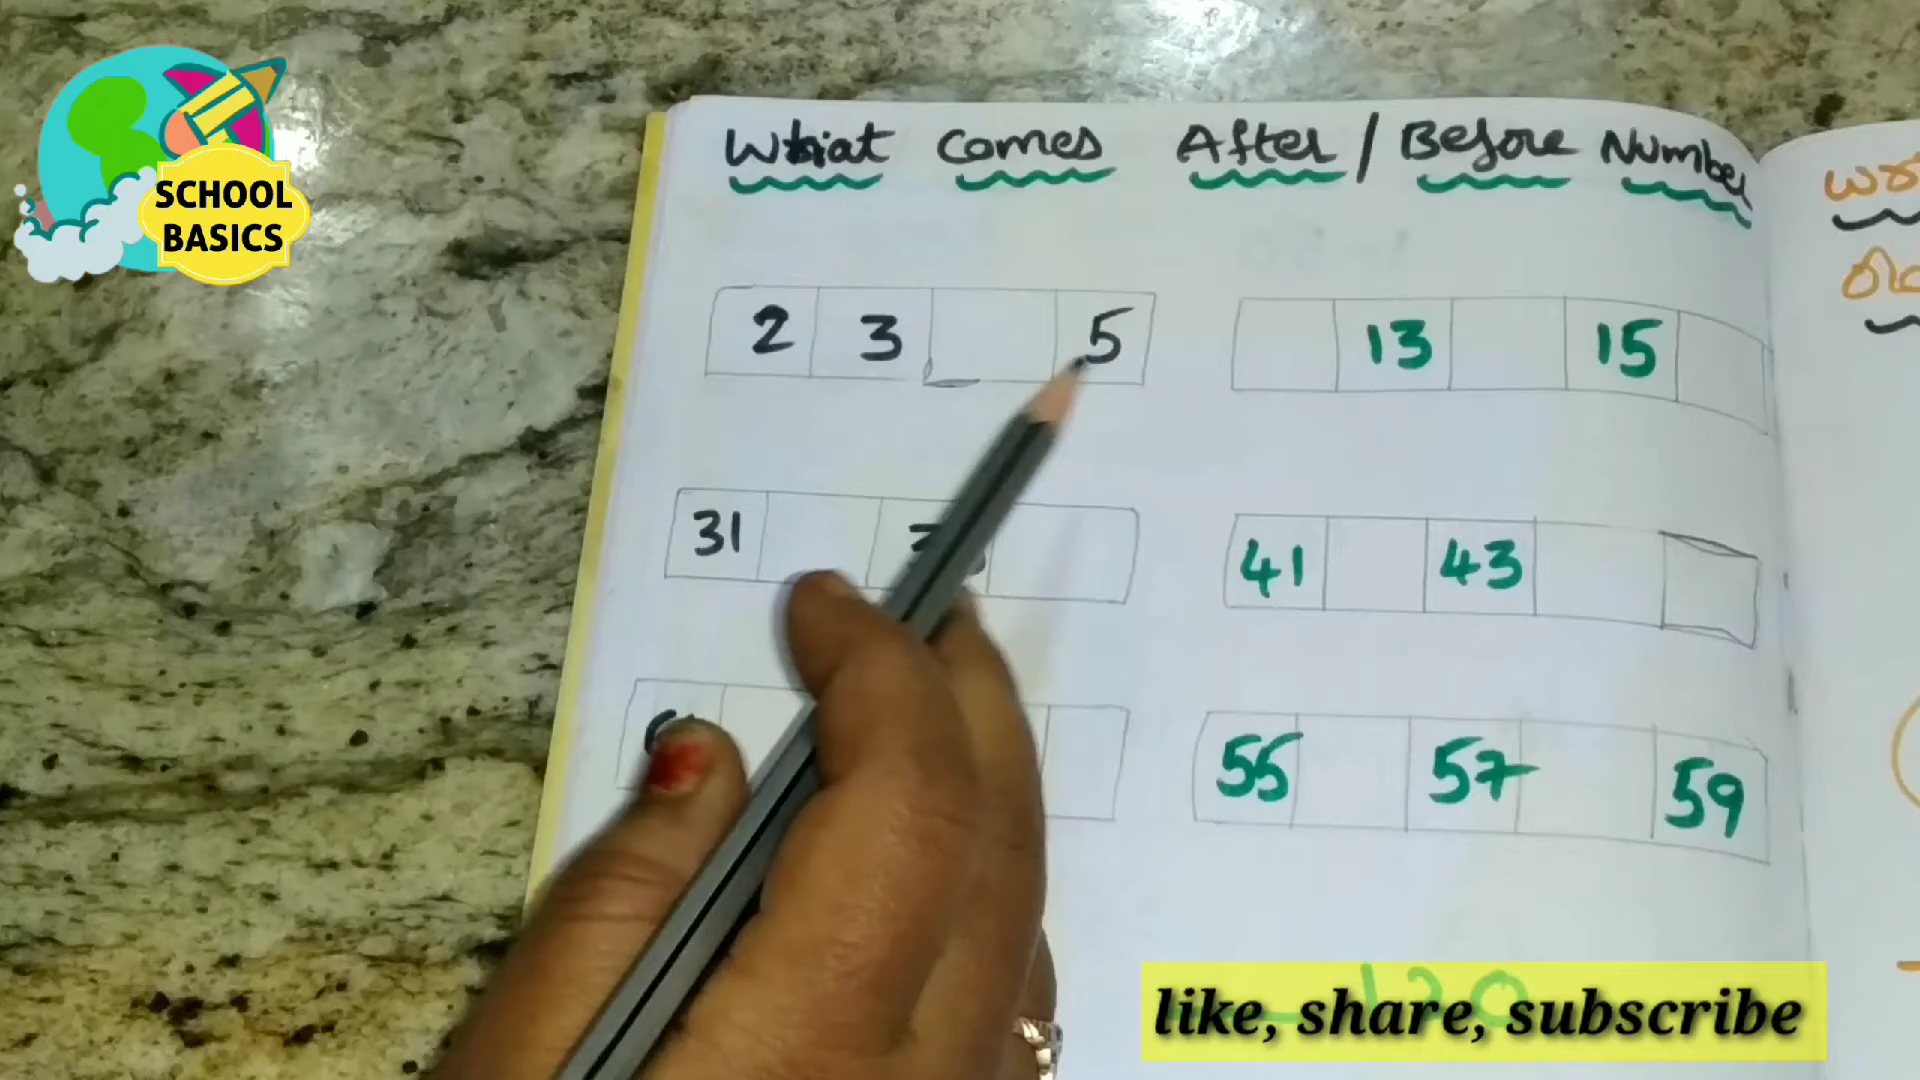 SCHOOL
BASICS
What Comes After / Before Number
2 3 5
13 15
31
41 43
55 57 59
like, share, subscribe